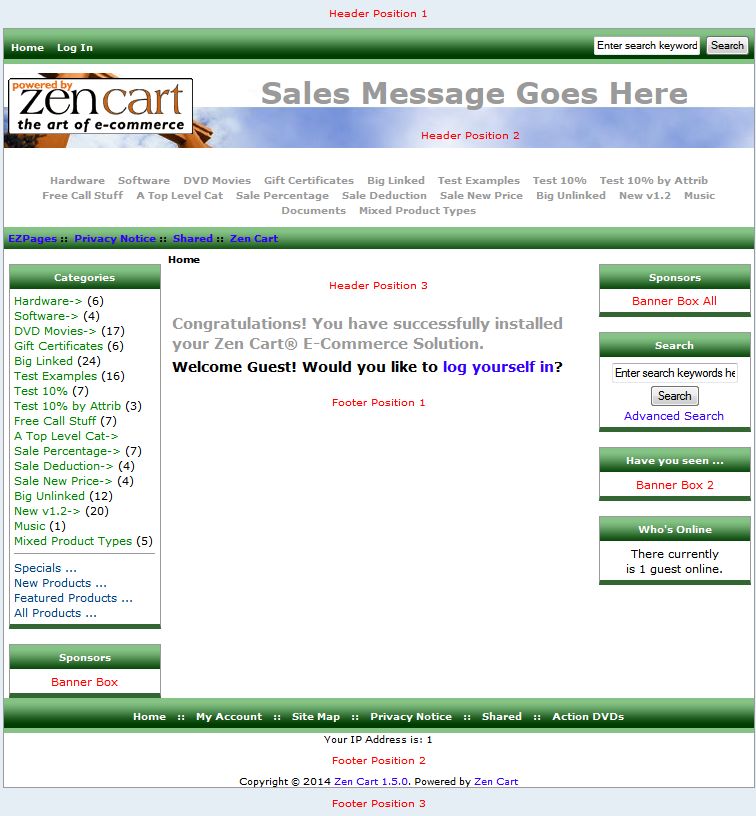 Header Position 1
Home Log In Enter search keyword Search
powered by
zen cart
the art of e-commerce
Sales Message Goes Here
Header Position 2
Hardware Software DVD Movies Gift Certificates Big Linked Test Examples Test 10% Test 10% by Attrib
Free Call Stuff A Top Level Cat Sale Percentage Sale Deduction Sale New Price Big Unlinked New v1.2 Music
Documents Mixed Product Types
EZPages :: Privacy Notice :: Shared :: Zen Cart
Categories
Hardware-> (6)
Software-> (4)
DVD Movies-> (17)
Gift Certificates (6)
Big Linked (24)
Test Examples (16)
Test 10% (7)
Test 10% by Attrib (3)
Free Call Stuff (7)
A Top Level Cat->
Sale Percentage-> (7)
Sale Deduction-> (4)
Sale New Price-> (4)
Big Unlinked (12)
New v1.2-> (20)
Music (1)
Mixed Product Types (5)
Specials ...
New Products ...
Featured Products ...
All Products ...
Sponsors
Banner Box
Home
Header Position 3
Congratulations! You have successfully installed
your Zen Cart® E-Commerce Solution.
Welcome Guest! Would you like to log yourself in?
Footer Position 1
Sponsors
Banner Box All
Search
Enter search keywords he
Search
Advanced Search
Have you seen ...
Banner Box 2
Who's Online
There currently
is 1 guest online.
Home :: My Account :: Site Map :: Privacy Notice :: Shared :: Action DVDs
Your IP Address is: 1
Footer Position 2
Copyright © 2014 Zen Cart 1.5.0. Powered by Zen Cart
Footer Position 3